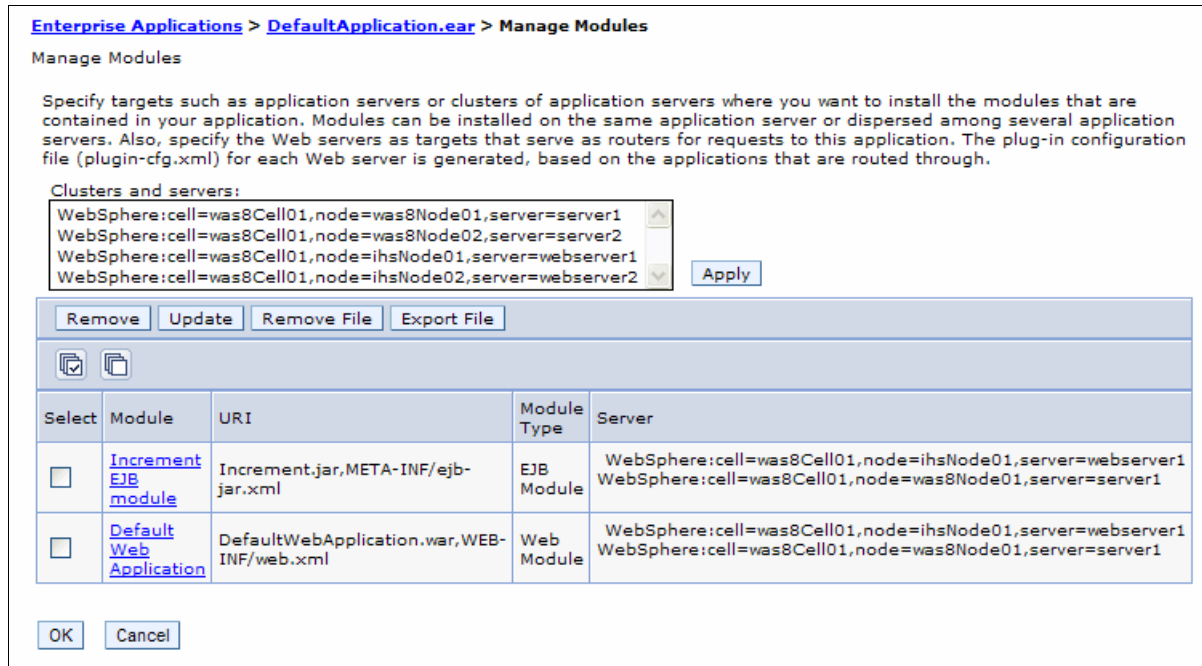 Enterprise Applications > DefaultApplication.ear > Manage Modules
Manage Modules
Specify targets such as application servers or clusters of application servers where you want to install the modules that are
contained in your application. Modules can be installed on the same application server or dispersed among several application
servers. Also, specify the Web servers as targets that serve as routers for requests to this application. The plug-in configuration
file (plugin-cfg.xml) for each Web server is generated, based on the applications that are routed through.
Clusters and servers:
WebSphere:cell=was8Cell01,node=was8Node01,server=server1
WebSphere:cell=was8Cell01,node=was8Node02,server=server2
WebSphere:cell=was8Cell01,node=ihsNode01,server=webserver1
WebSphere:cell=was8Cell01,node=ihsNode02,server=webserver2
Apply
Remove Update Remove File Export File
Select Module URI Module Type Server
Increment
EJB
module
Increment.jar,META-INF/ejb-
jar.xml
EJB
Module
WebSphere:cell=was8Cell01,node=ihsNode01,server=webserver1
WebSphere:cell=was8Cell01,node=was8Node01,server=server1
Default
Web
Application
DefaultWebApplication.war,WEB-
INF/web.xml
Web
Module
WebSphere:cell=was8Cell01,node=ihsNode01,server=webserver1
WebSphere:cell=was8Cell01,node=was8Node01,server=server1
OK Cancel